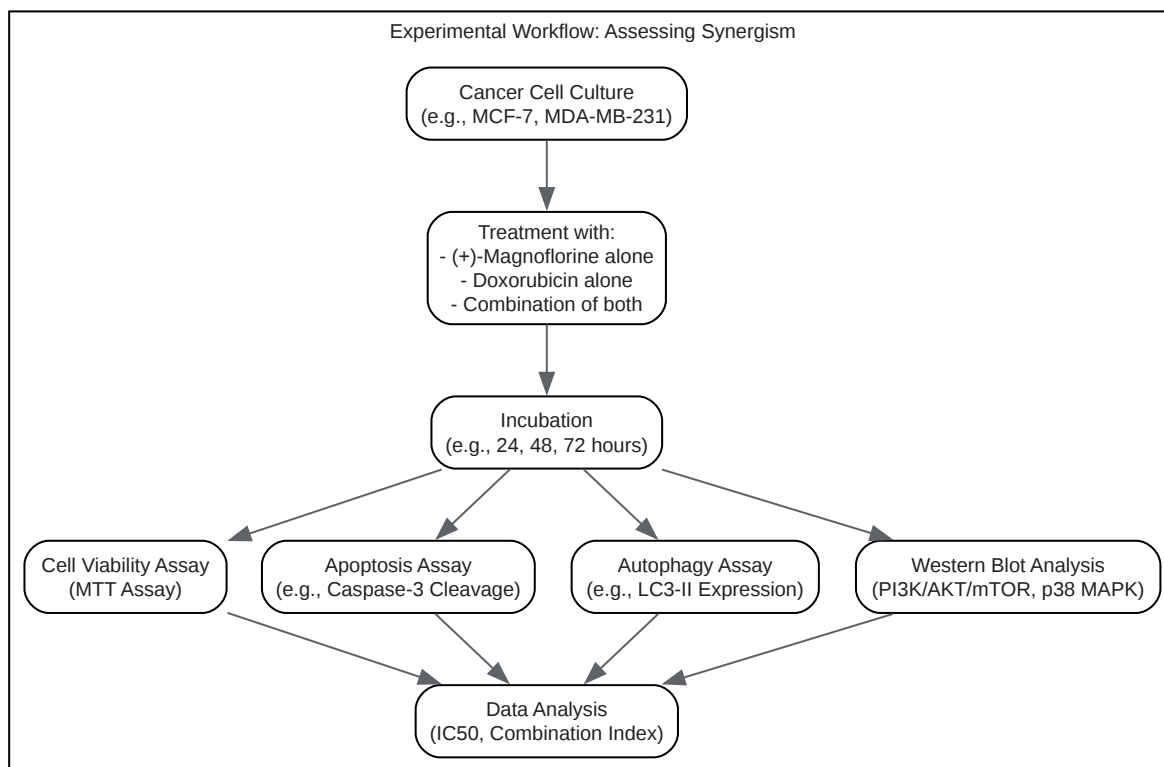 Experimental Workflow: Assessing Synergism
Cancer Cell Culture
(e.g., MCF-7, MDA-MB-231)
Treatment with:
- (+)-Magnoflorine alone
- Doxorubicin alone
- Combination of both
Incubation
(e.g., 24, 48, 72 hours)
Cell Viability Assay
(MTT Assay)
Apoptosis Assay
(e.g., Caspase-3 Cleavage)
Autophagy Assay
(e.g., LC3-II Expression)
Western Blot Analysis
(PI3K/AKT/mTOR, p38 MAPK)
Data Analysis
(IC50, Combination Index)